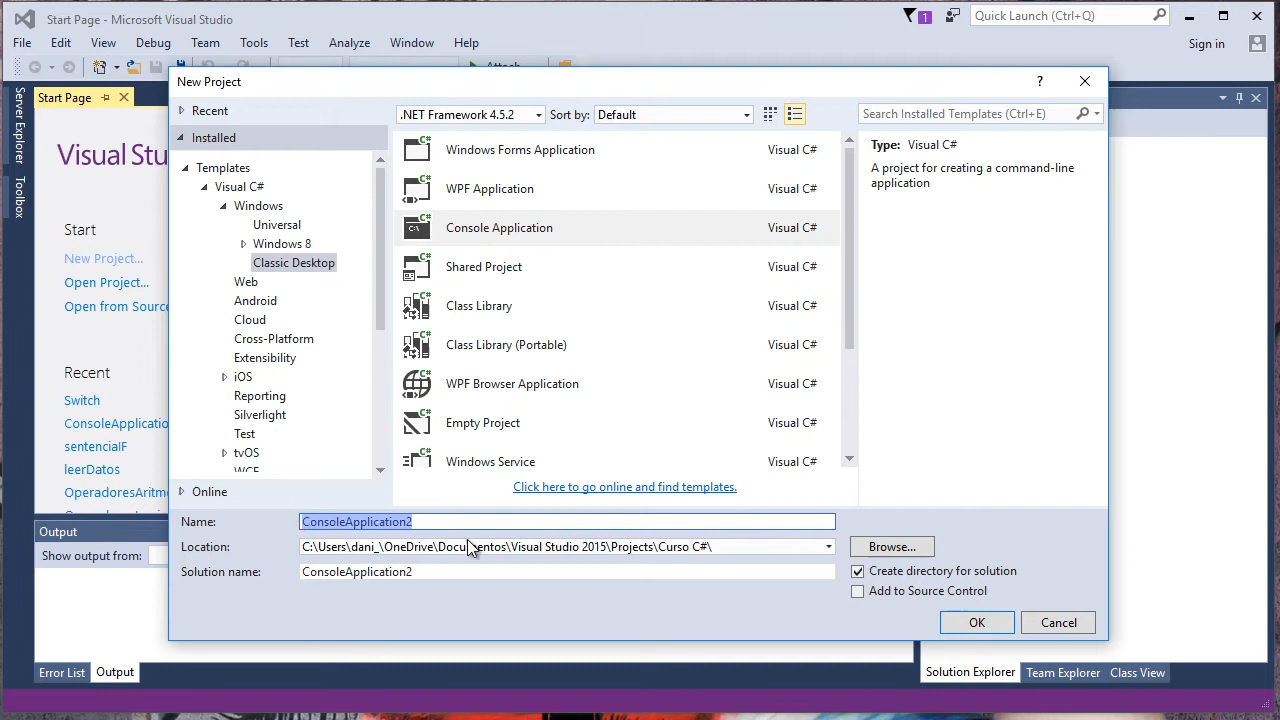 Start Page - Microsoft Visual Studio
1
Quick Launch (Ctrl+Q)
File Edit View Debug Team Tools Test Analyze Window Help
Sign in
Attach...
Server Explorer
Toolbox
Start Page
Visual Stu
Start
New Project...
Open Project...
Open from Source
Recent
Switch
ConsoleApplicatio
sentenciaIF
leerDatos
OperadoresAritm
Output
Show output from:
Error List
Output
New Project
?
Recent
Installed
Templates
Visual C#
Windows
Universal
Windows 8
Classic Desktop
Web
Android
Cloud
Cross-Platform
Extensibility
iOS
Reporting
Silverlight
Test
tvOS
WCF
Online
.NET Framework 4.5.2
Sort by: Default
Search Installed Templates (Ctrl+E)
Windows Forms Application Visual C#
WPF Application Visual C#
Console Application Visual C#
Shared Project Visual C#
Class Library Visual C#
Class Library (Portable) Visual C#
WPF Browser Application Visual C#
Empty Project Visual C#
Windows Service Visual C#
Click here to go online and find templates.
Type: Visual C#
A project for creating a command-line
application
Name: ConsoleApplication2
Location: C:\Users\dani_\OneDrive\Documentos\Visual Studio 2015\Projects\Curso C#\
Browse...
Solution name: ConsoleApplication2
Create directory for solution
Add to Source Control
OK
Cancel
Solution Explorer
Team Explorer
Class View